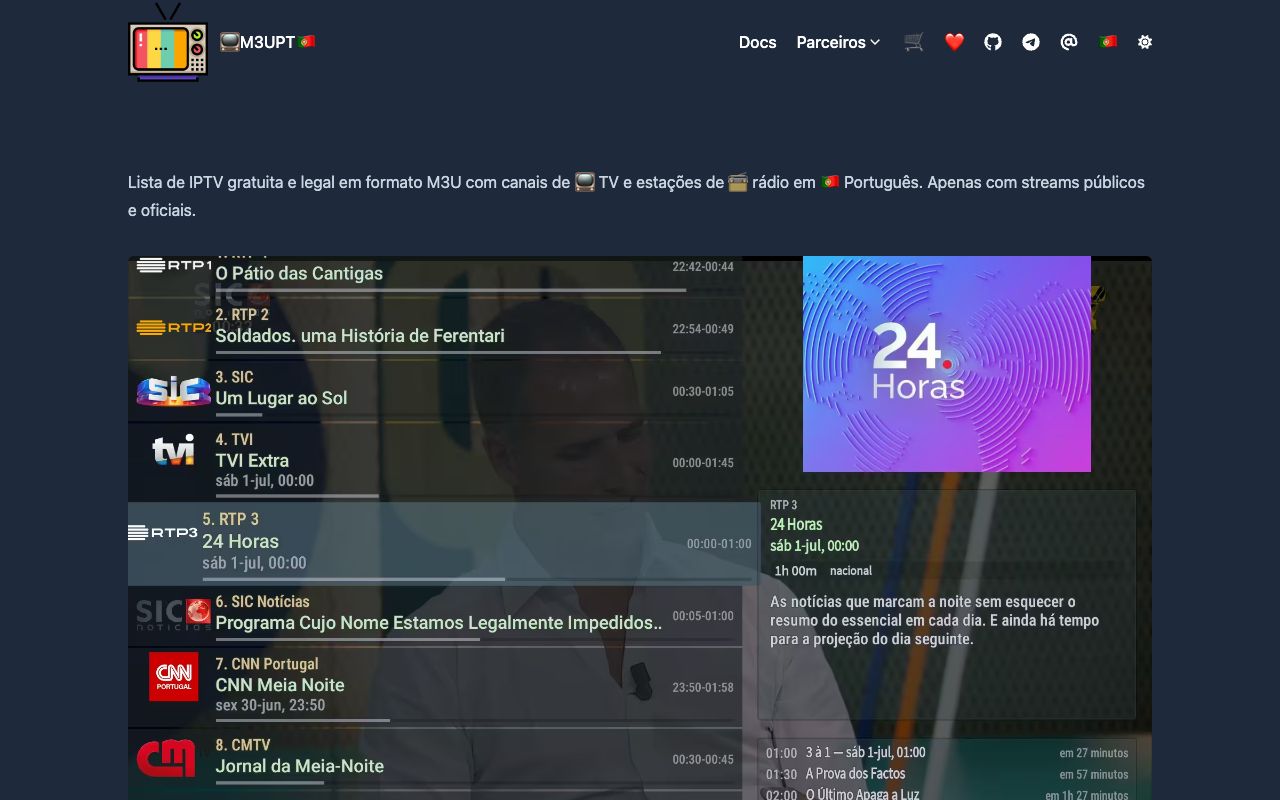 M3UPT
Docs
Parceiros
Lista de IPTV gratuita e legal em formato M3U com canais de TV e estações de rádio em Português. Apenas com streams públicos
e oficiais.
RTP1
O Pátio das Cantigas
22:42-00:44
RTP2
2. RTP 2
Soldados. uma História de Ferentari
22:54-00:49
SIC
3. SIC
Um Lugar ao Sol
00:30-01:05
tvi
4. TVI
TVI Extra
sáb 1-jul, 00:00
00:00-01:45
RTP3
5. RTP 3
24 Horas
sáb 1-jul, 00:00
00:00-01:00
SIC
NOTÍCIAS
6. SIC Notícias
Programa Cujo Nome Estamos Legalmente Impedidos..
00:05-01:00
CNN
PORTUGAL
7. CNN Portugal
CNN Meia Noite
sex 30-jun, 23:50
23:50-01:58
cm
8. CMTV
Jornal da Meia-Noite
00:30-00:45
24.
Horas
RTP 3
24 Horas
sáb 1-jul, 00:00
1h 00m nacional
As notícias que marcam a noite sem esquecer o
resumo do essencial em cada dia. E ainda há tempo
para a projeção do dia seguinte.
01:00 3 à 1 — sáb 1-jul, 01:00 em 27 minutos
01:30 A Prova dos Factos em 57 minutos
02:00 O Último Apaga a Luz em 1h 27 minutos